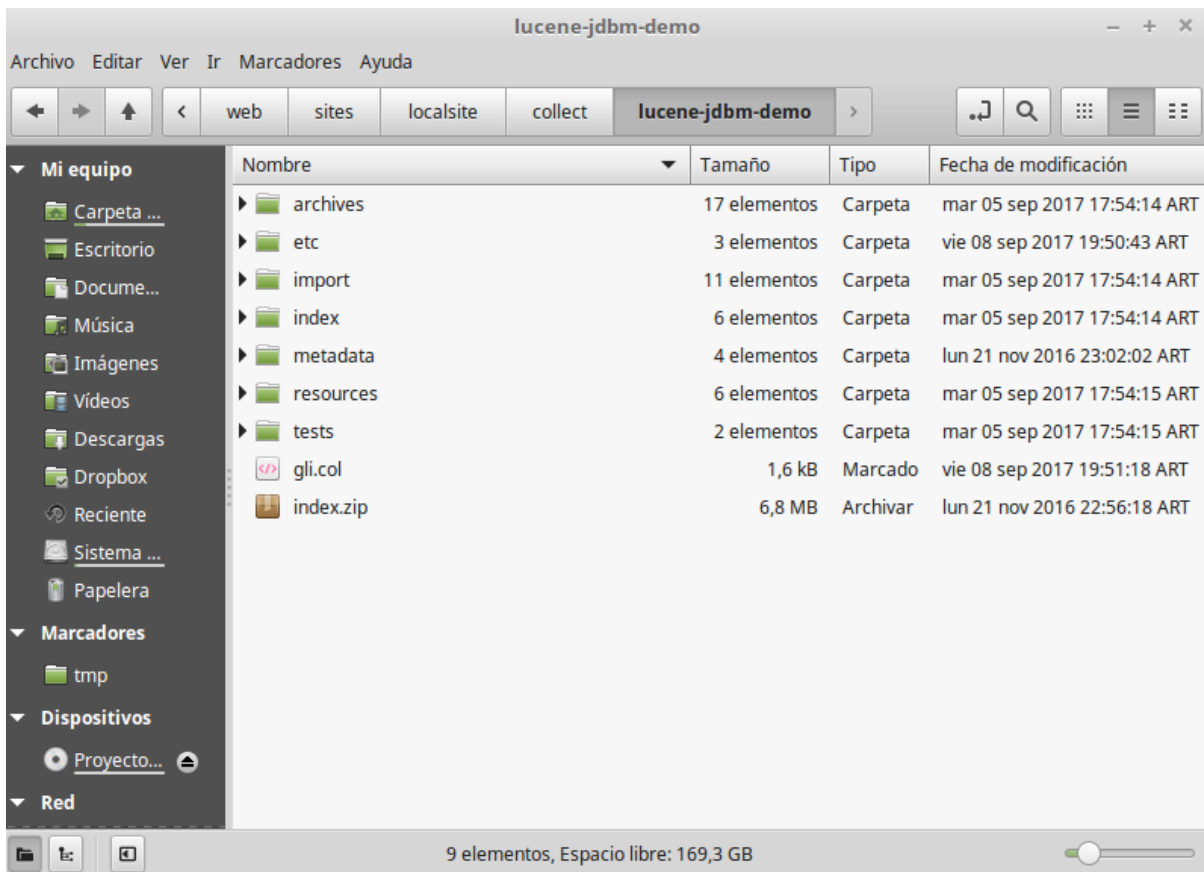 lucene-jdbm-demo
Archivo Editar Ver Ir Marcadores Ayuda
web sites localsite collect lucene-jdbm-demo
Mi equipo
Carpeta ...
Escritorio
Docume...
Música
Imágenes
Vídeos
Descargas
Dropbox
Reciente
Sistema ...
Papelera
Marcadores
tmp
Dispositivos
Proyecto...
Red
Nombre Tamaño Tipo Fecha de modificación
archives 17 elementos Carpeta mar 05 sep 2017 17:54:14 ART
etc 3 elementos Carpeta vie 08 sep 2017 19:50:43 ART
import 11 elementos Carpeta mar 05 sep 2017 17:54:14 ART
index 6 elementos Carpeta mar 05 sep 2017 17:54:14 ART
metadata 4 elementos Carpeta lun 21 nov 2016 23:02:02 ART
resources 6 elementos Carpeta mar 05 sep 2017 17:54:15 ART
tests 2 elementos Carpeta mar 05 sep 2017 17:54:15 ART
gli.col 1,6 kB Marcado vie 08 sep 2017 19:51:18 ART
index.zip 6,8 MB Archivar lun 21 nov 2016 22:56:18 ART
9 elementos, Espacio libre: 169,3 GB